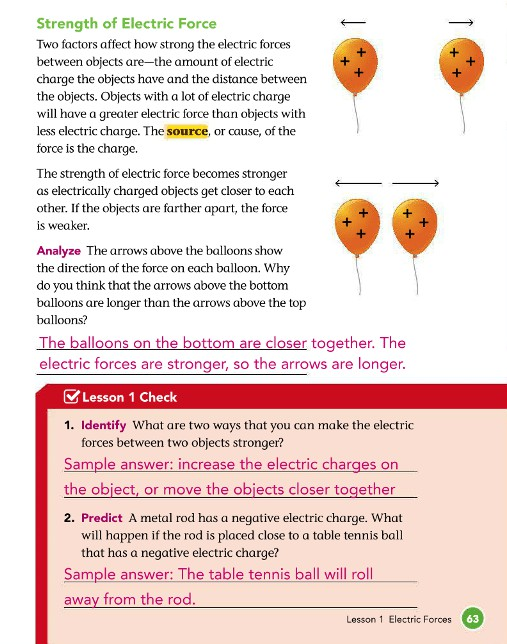 Strength of Electric Force
Two factors affect how strong the electric forces
between objects are—the amount of electric
charge the objects have and the distance between
the objects. Objects with a lot of electric charge
will have a greater electric force than objects with
less electric charge. The source, or cause, of the
force is the charge.
The strength of electric force becomes stronger
as electrically charged objects get closer to each
other. If the objects are farther apart, the force
is weaker.
Analyze The arrows above the balloons show
the direction of the force on each balloon. Why
do you think that the arrows above the bottom
balloons are longer than the arrows above the top
balloons?
The balloons on the bottom are closer together. The
electric forces are stronger, so the arrows are longer.
Lesson 1 Check
1. Identify What are two ways that you can make the electric
forces between two objects stronger?
Sample answer: increase the electric charges on
the object, or move the objects closer together
2. Predict A metal rod has a negative electric charge. What
will happen if the rod is placed close to a table tennis ball
that has a negative electric charge?
Sample answer: The table tennis ball will roll
away from the rod.
Lesson 1 Electric Forces 63